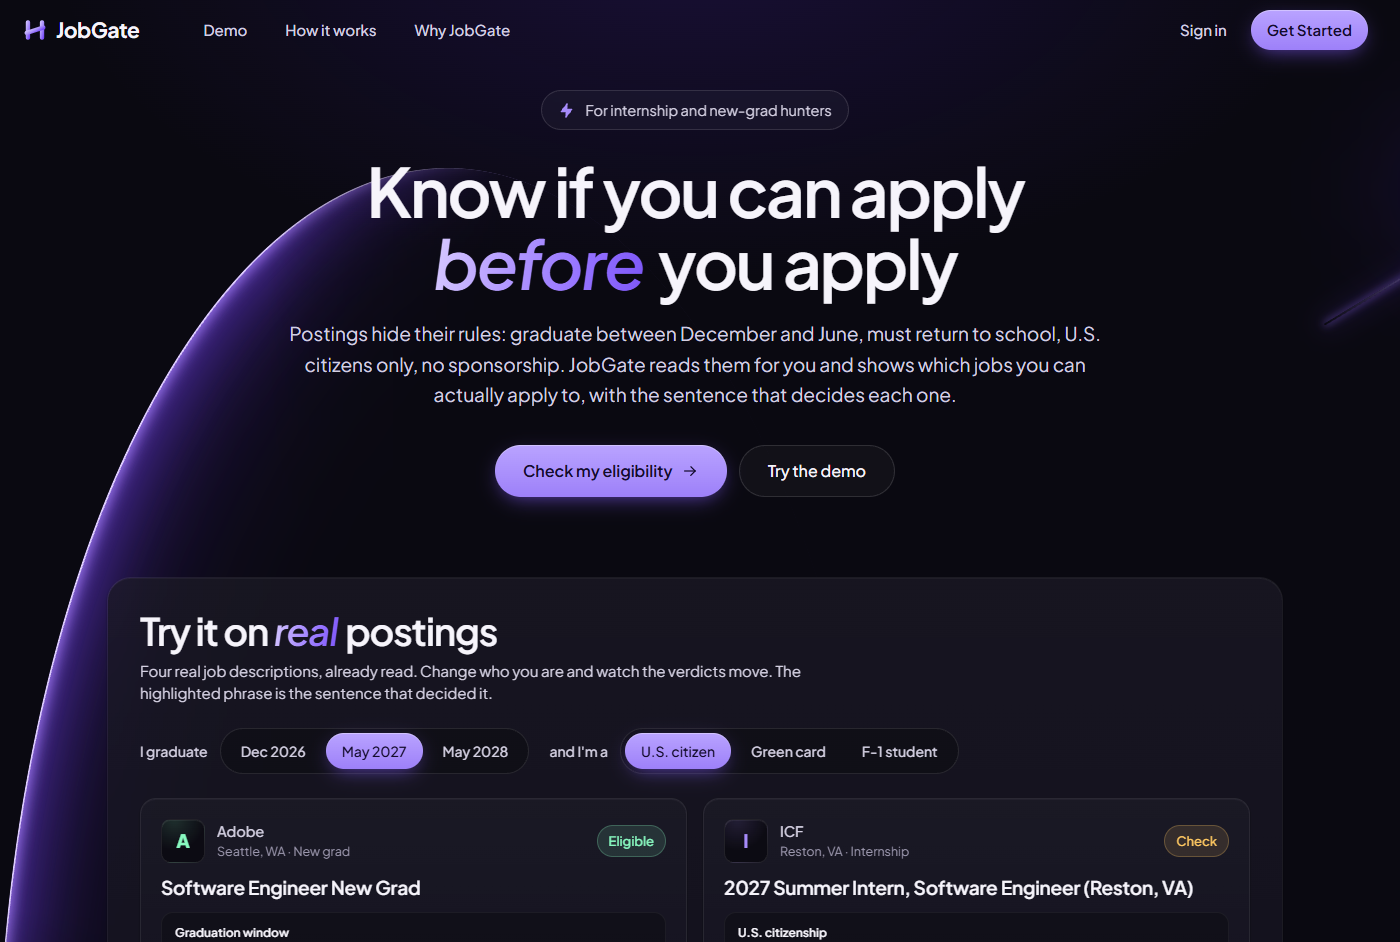 JobGate
Demo
How it works
Why JobGate
Sign in
Get Started
For internship and new-grad hunters
Know if you can apply
before you apply
Postings hide their rules: graduate between December and June, must return to school, U.S.
citizens only, no sponsorship. JobGate reads them for you and shows which jobs you can
actually apply to, with the sentence that decides each one.
Check my eligibility →
Try the demo
Try it on real postings
Four real job descriptions, already read. Change who you are and watch the verdicts move. The
highlighted phrase is the sentence that decided it.
I graduate
Dec 2026
May 2027
May 2028
and I'm a
U.S. citizen
Green card
F-1 student
A
Adobe
Seattle, WA · New grad
Eligible
Software Engineer New Grad
Graduation window
I
ICF
Reston, VA · Internship
Check
2027 Summer Intern, Software Engineer (Reston, VA)
U.S. citizenship